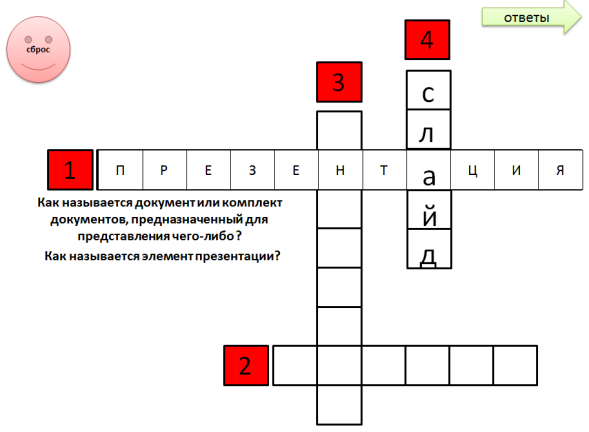 сброс
ответы
4
3
с
л
1
П Р Е З Е Н Т а Ц И Я
й
д
Как называется документ или комплект
документов, предназначенный для
представления чего-либо ?
Как называется элемент презентации?
2